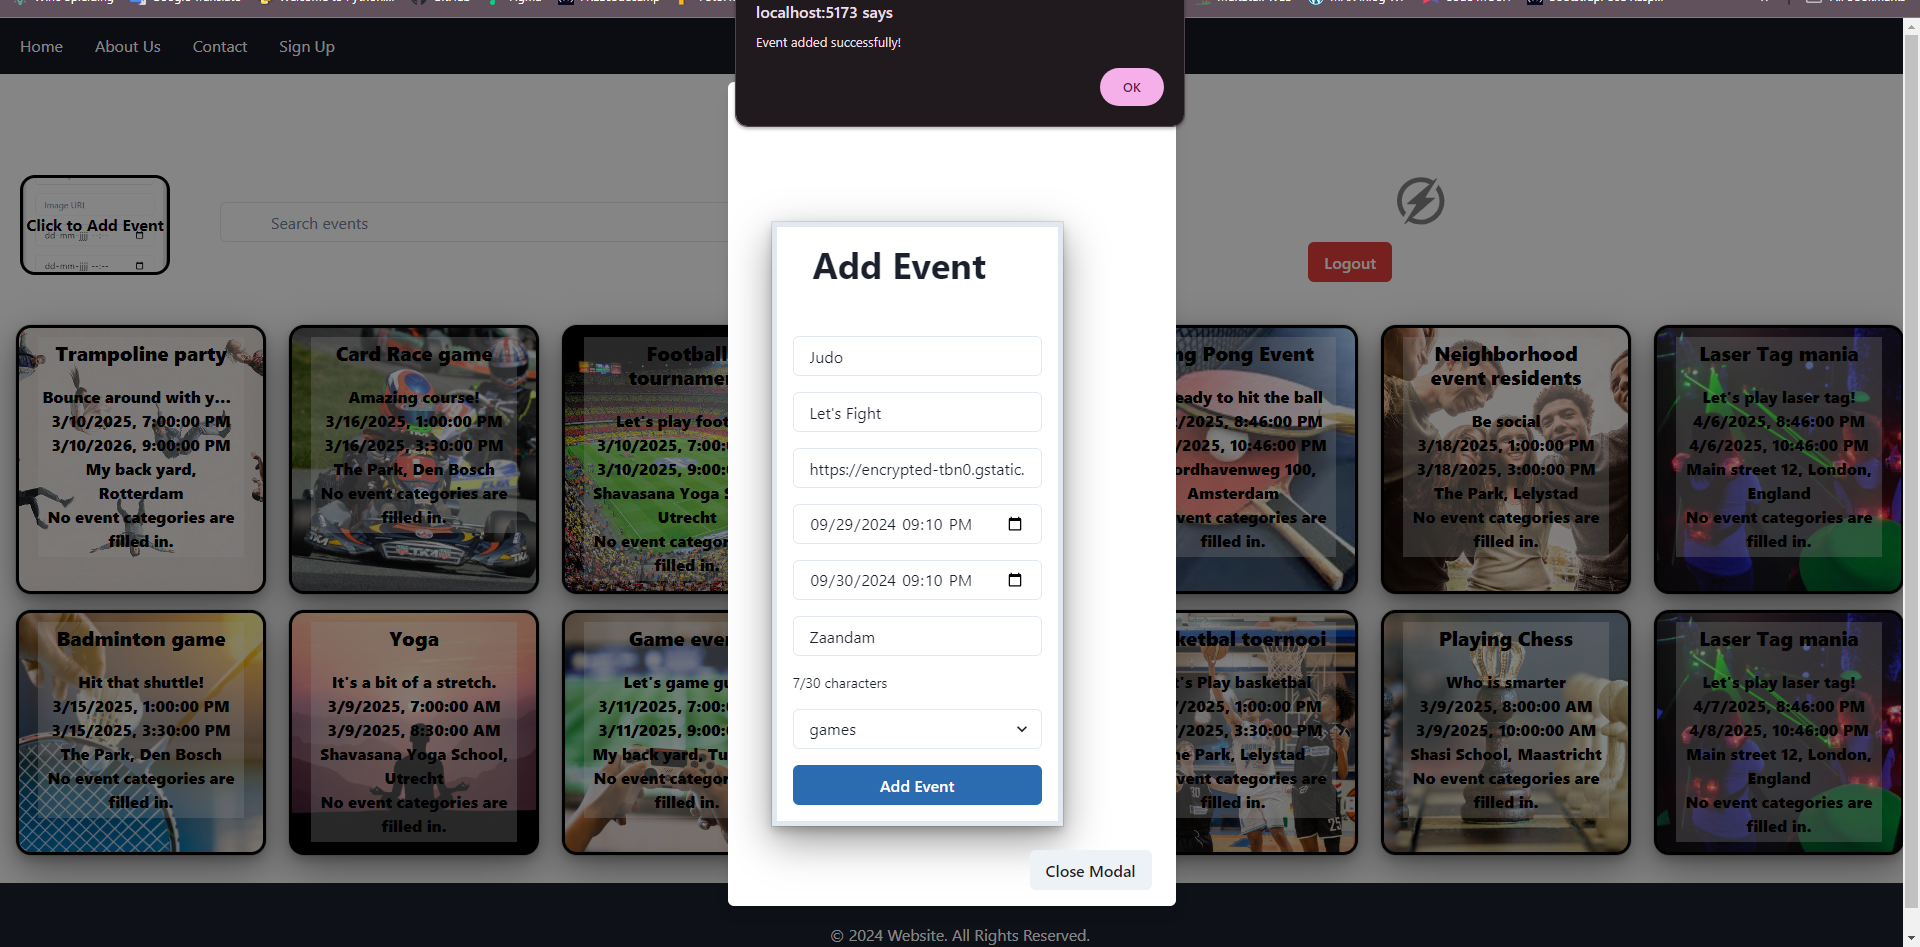 localhost:5173 says
Event added successfully!
OK
Home
About Us
Contact
Sign Up
Image URL
Click to Add Event
dd-mm-jjjj --:--
dd-mm-jjjj --:--
Search events
Logout
Add Event
Judo
Let's Fight
https://encrypted-tbn0.gstatic.
09/29/2024 09:10 PM
09/30/2024 09:10 PM
Zaandam
7/30 characters
games
Add Event
Close Modal
Trampoline party
Bounce around with y...
3/10/2025, 7:00:00 PM
3/10/2026, 9:00:00 PM
My back yard,
Rotterdam
No event categories are
filled in.
Card Race game
Amazing course!
3/16/2025, 1:00:00 PM
3/16/2025, 3:30:00 PM
The Park, Den Bosch
No event categories are
filled in.
Football
tournamen
Let's play foot
3/10/2025, 7:00:
3/10/2025, 9:00:
Shavasana Yoga S
Utrecht
No event categor
filled in.
ng Pong Event
eady to hit the ball
/2025, 8:46:00 PM
/2025, 10:46:00 PM
ordhavenweg 100,
Amsterdam
vent categories are
filled in.
Neighborhood
event residents
Be social
3/18/2025, 1:00:00 PM
3/18/2025, 3:00:00 PM
The Park, Lelystad
No event categories are
filled in.
Laser Tag mania
Let's play laser tag!
4/6/2025, 8:46:00 PM
4/6/2025, 10:46:00 PM
Main street 12, London,
England
No event categories are
filled in.
Badminton game
Hit that shuttle!
3/15/2025, 1:00:00 PM
3/15/2025, 3:30:00 PM
The Park, Den Bosch
No event categories are
filled in.
Yoga
It's a bit of a stretch.
3/9/2025, 7:00:00 AM
3/9/2025, 8:30:00 AM
Shavasana Yoga School,
Utrecht
No event categories are
filled in.
Game eve
Let's game gu
3/11/2025, 7:00:
3/11/2025, 9:00:
My back yard, Tu
No event categor
filled in.
ketbal toernooi
t's Play basketbal
/2025, 1:00:00 PM
/2025, 3:30:00 PM
he Park, Lelystad
vent categories are
filled in.
Playing Chess
Who is smarter
3/9/2025, 8:00:00 AM
3/9/2025, 10:00:00 AM
Shasi School, Maastricht
No event categories are
filled in.
Laser Tag mania
Let's play laser tag!
4/7/2025, 8:46:00 PM
4/8/2025, 10:46:00 PM
Main street 12, London,
England
No event categories are
filled in.
© 2024 Website. All Rights Reserved.